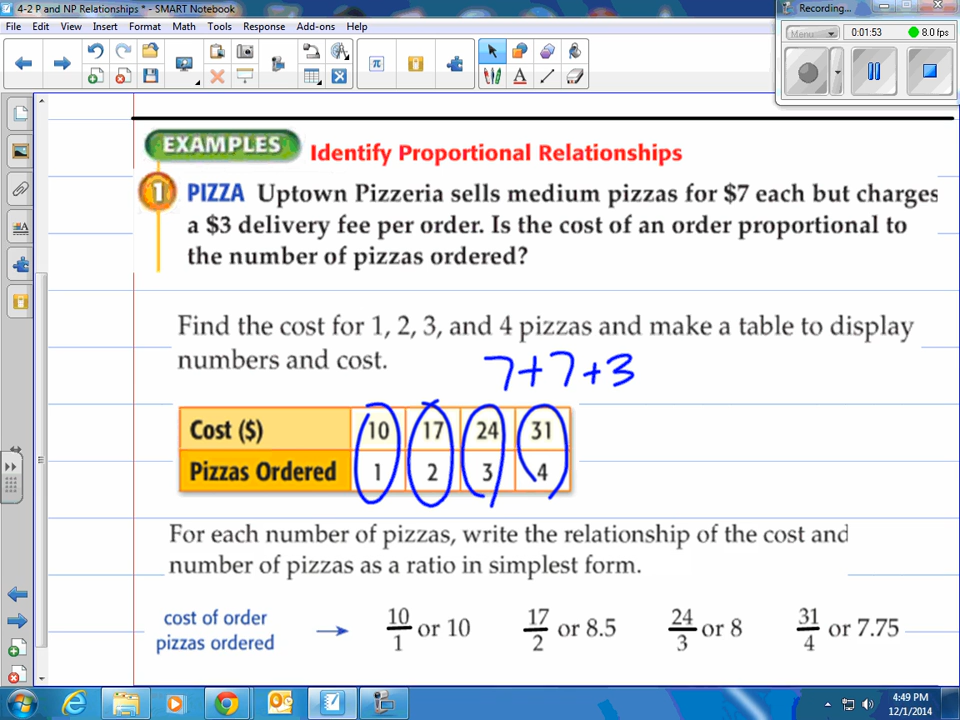 4-2 P and NP Relationships * - SMART Notebook
Recording...
File Edit View Insert Format Math Tools Response Add-ons Help
Menu 0:01:53 8.0 fps
EXAMPLES Identify Proportional Relationships
1 PIZZA Uptown Pizzeria sells medium pizzas for $7 each but charges
a $3 delivery fee per order. Is the cost of an order proportional to
the number of pizzas ordered?
Find the cost for 1, 2, 3, and 4 pizzas and make a table to display
numbers and cost.
7+7+3
Cost ($) 10 17 24 31
Pizzas Ordered 1 2 3 4
For each number of pizzas, write the relationship of the cost and
number of pizzas as a ratio in simplest form.
cost of order
pizzas ordered
10/1 or 10 17/2 or 8.5 24/3 or 8 31/4 or 7.75
4:49 PM
12/1/2014